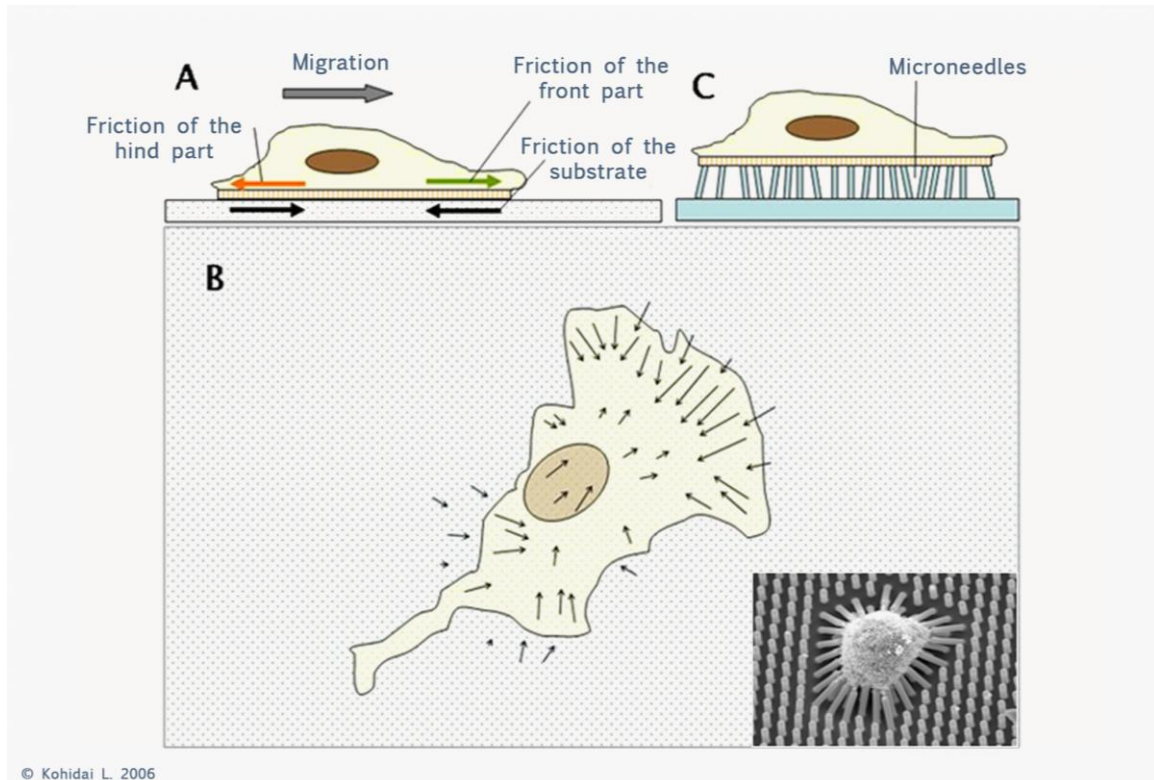 A
Migration
Friction of the
front part
Friction of the
hind part
Friction of the
substrate
C
Microneedles
B
© Kohidai L. 2006